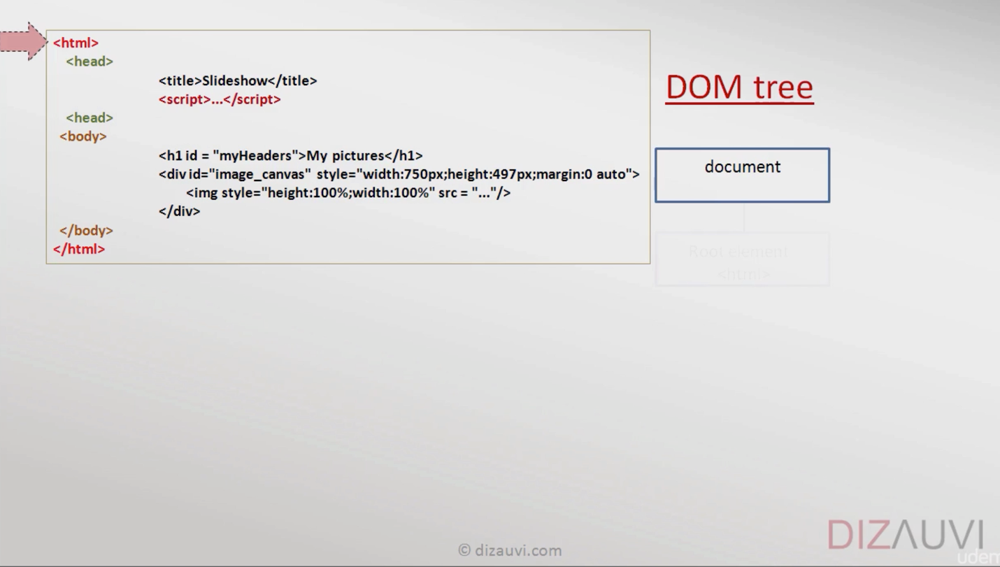 <html>
<head>
<title>Slideshow</title>
<script>...</script>
<head>
<body>
<h1 id = "myHeaders">My pictures</h1>
<div id="image_canvas" style="width:750px;height:497px;margin:0 auto">
<img style="height:100%;width:100%" src = "..."/>
</div>
</body>
</html>
DOM tree
document
Root element
<html>
© dizauvi.com
DIZAUVI
udem